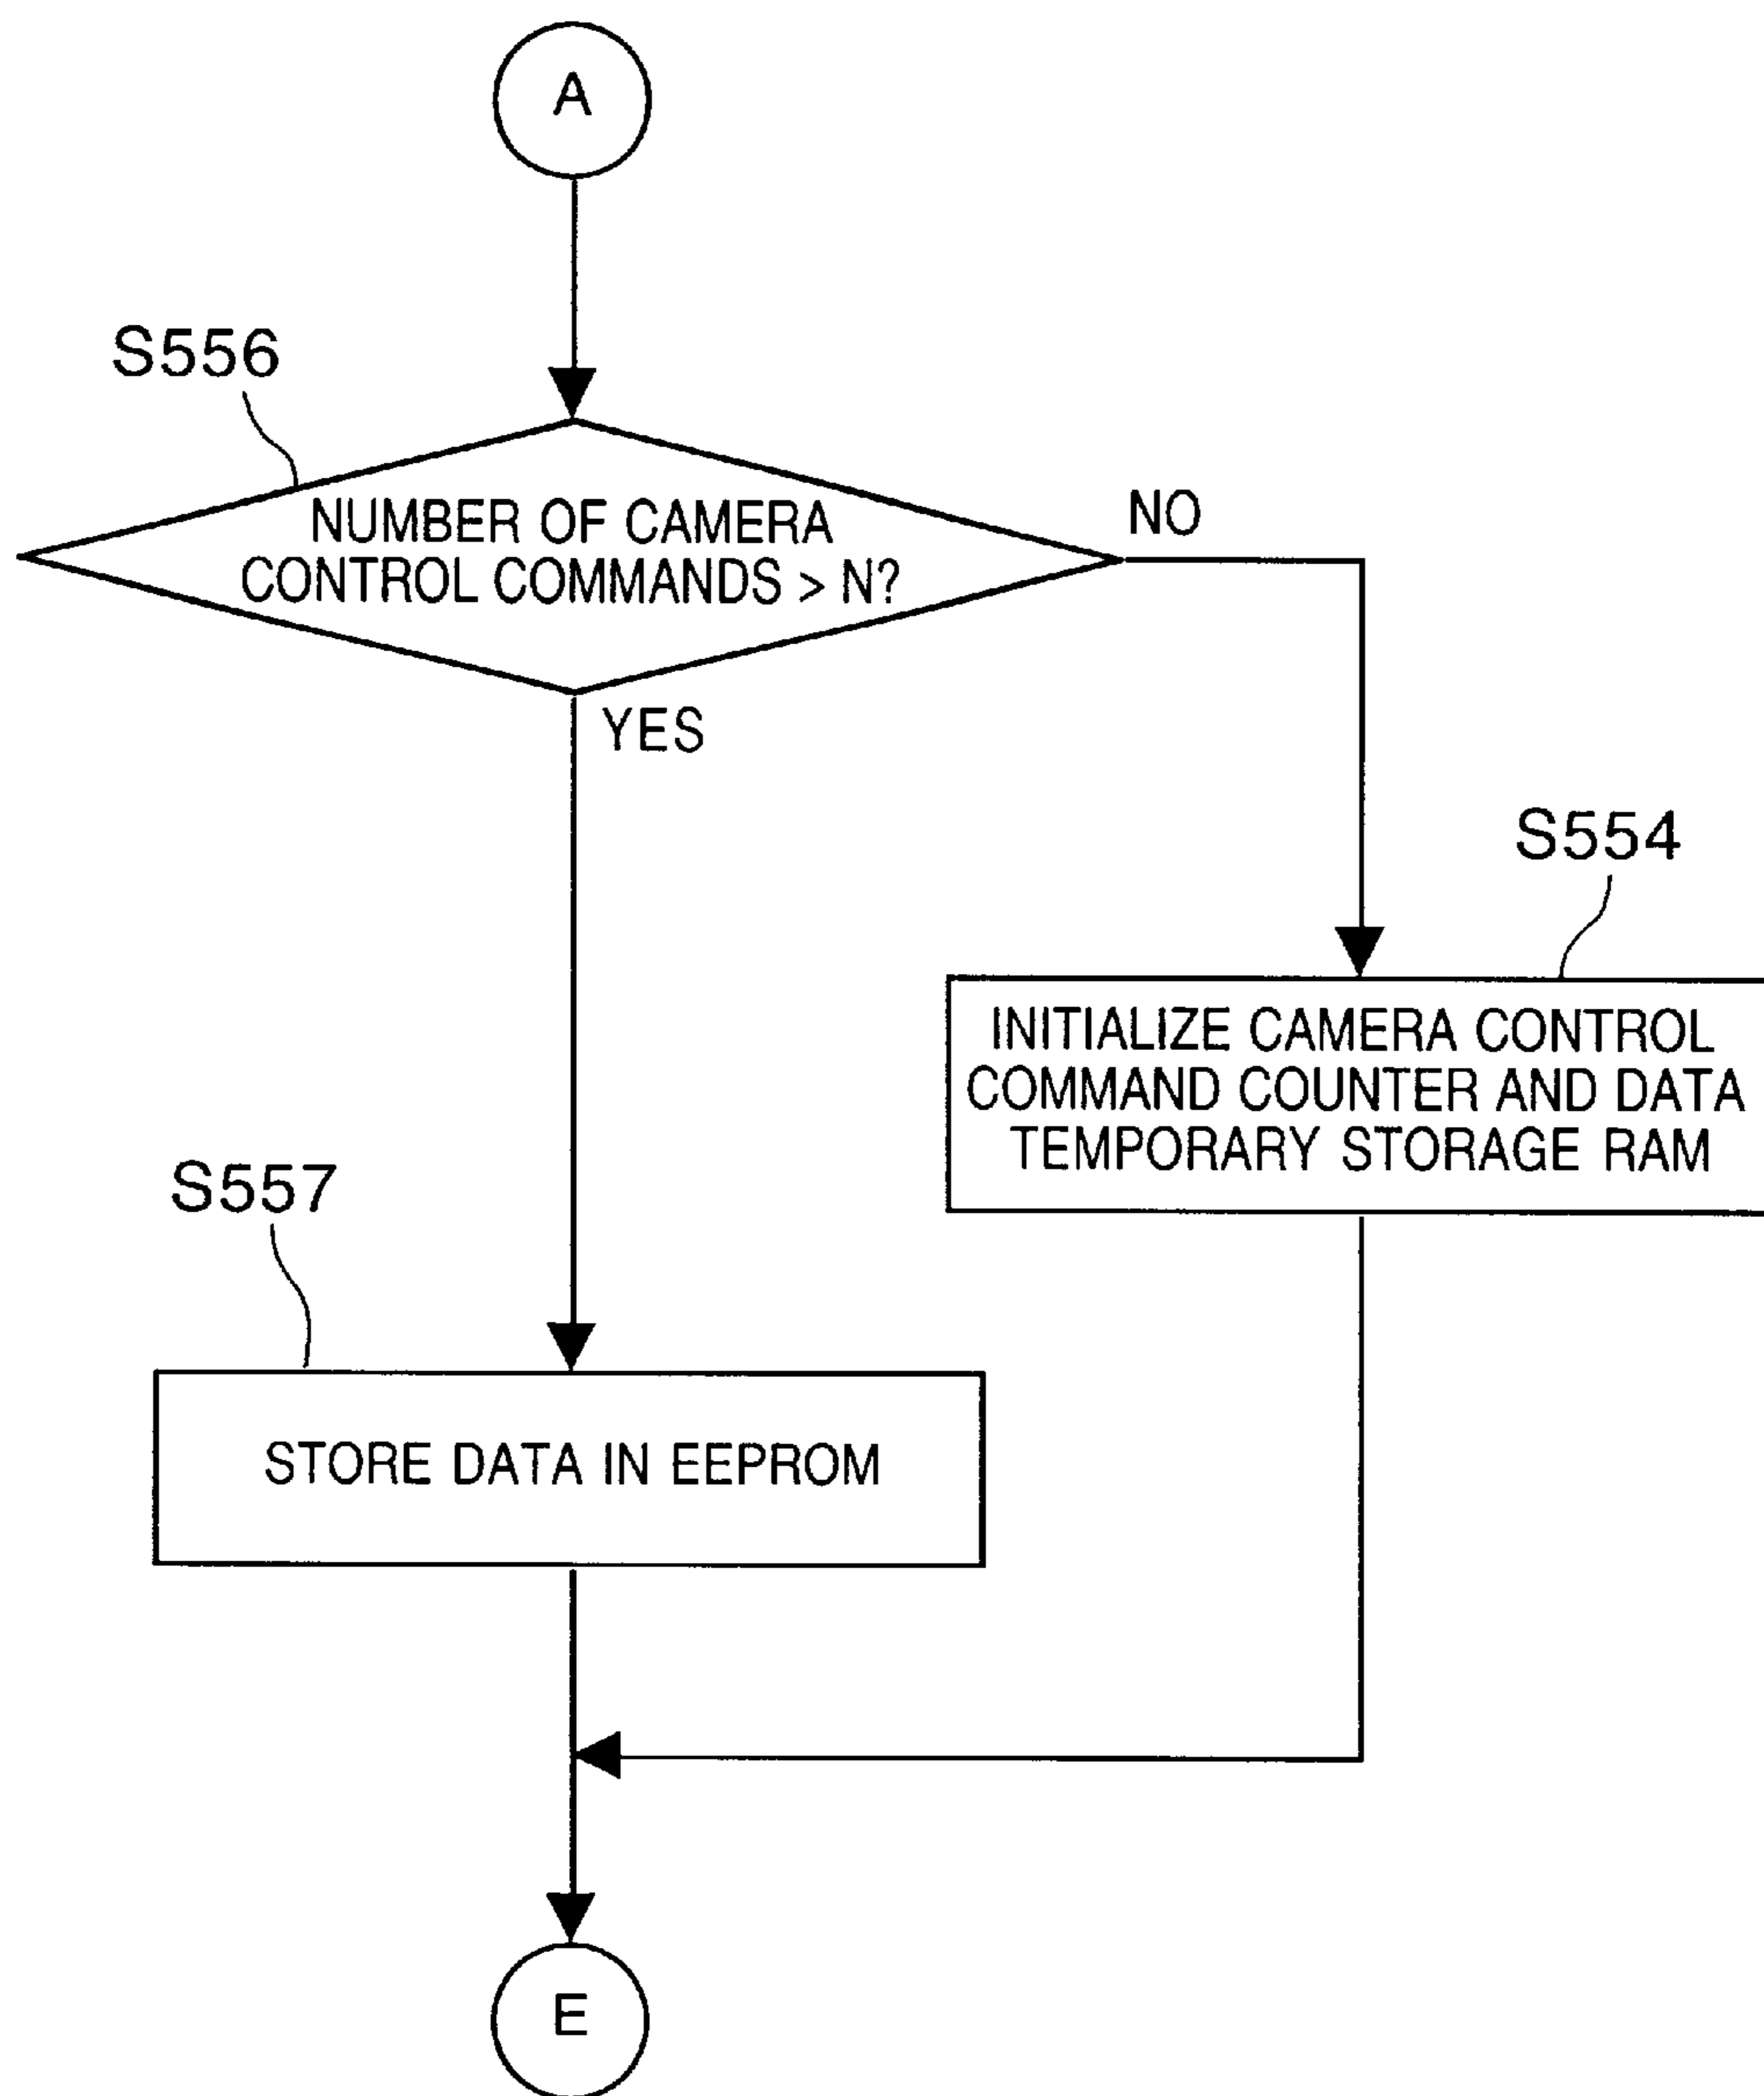 A
S556
NUMBER OF CAMERA
CONTROL COMMANDS > N?
NO
YES
S554
INITIALIZE CAMERA CONTROL
COMMAND COUNTER AND DATA
TEMPORARY STORAGE RAM
S557
STORE DATA IN EEPROM
E